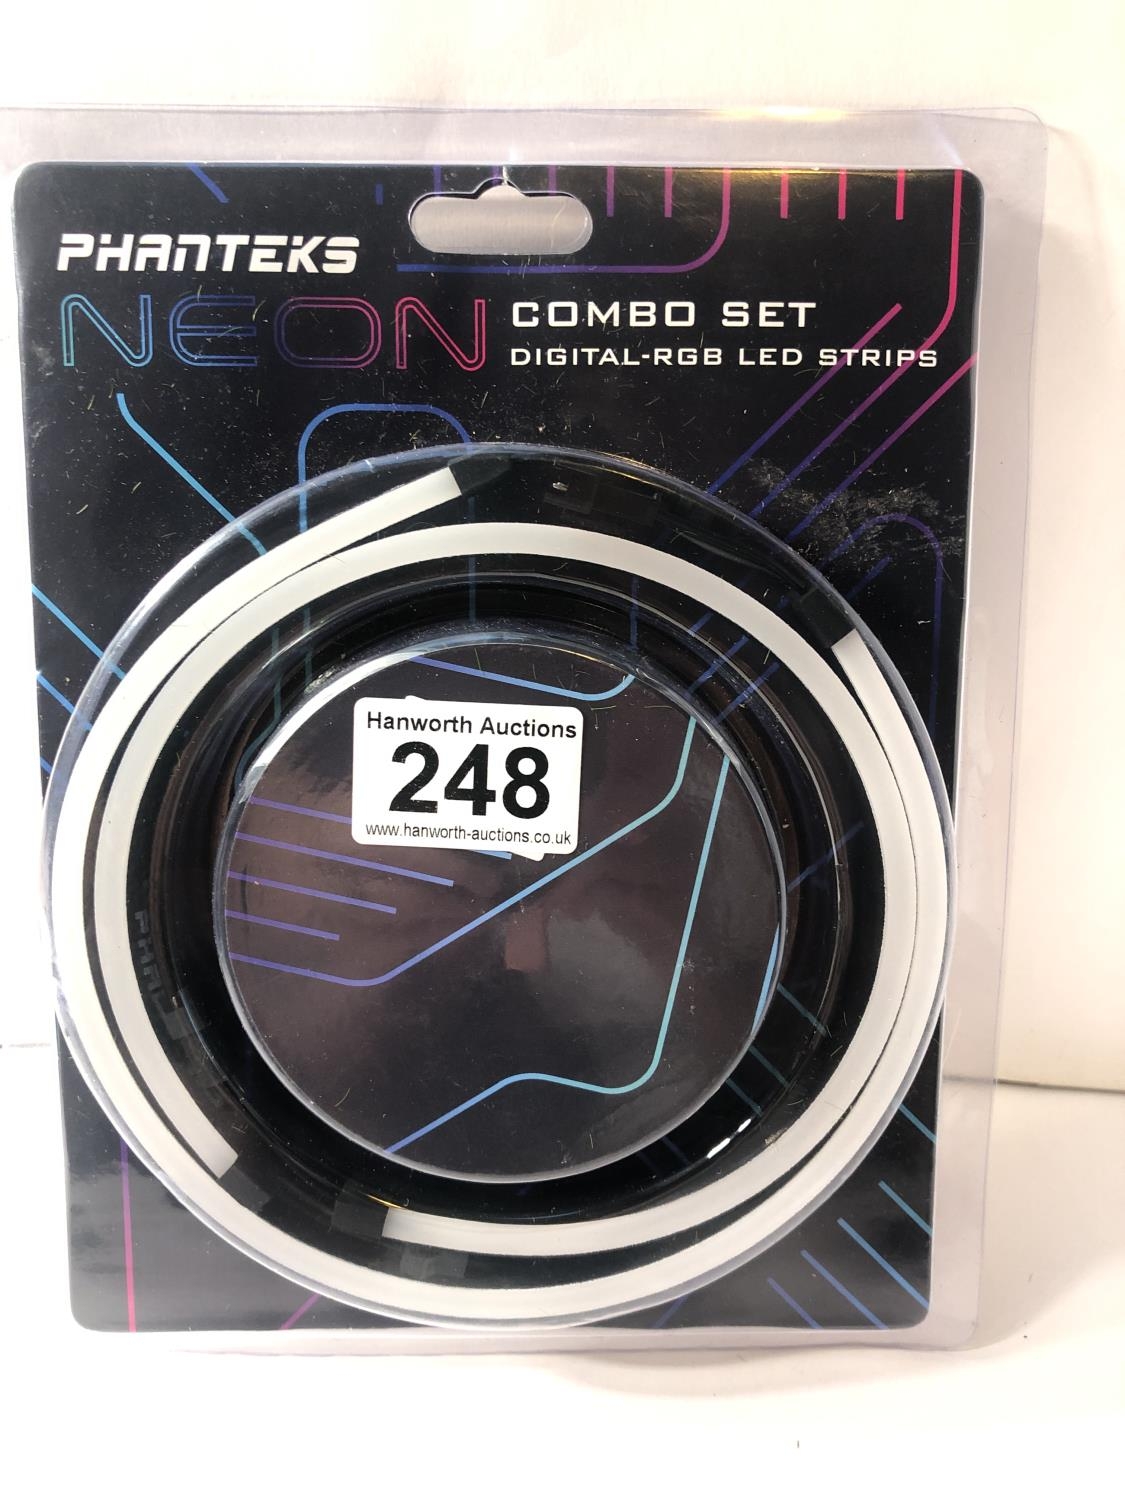 PHANTEKS
NEON
COMBO SET
DIGITAL-RGB LED STRIPS
Hanworth Auctions
248
www.hanworth-auctions.co.uk